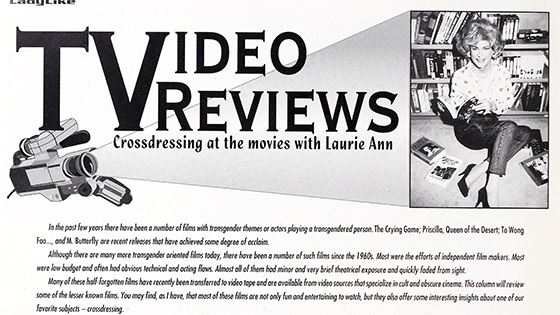 LadyLike
TVIDEO
REVIEWS
Crossdressing at the movies with Laurie Ann
In the past few years there have been a number of films with transgender themes or actors playing a transgendered person. The Crying Game; Priscilla, Queen of the Desert; To Wong
Foo..., and M. Butterfly are recent releases that have achieved some degree of acclaim.
Although there are many more transgender oriented films today, there have been a number of such films since the 1960s. Most were the efforts of independent film makers. Most
were low budget and often had obvious technical and acting flaws. Almost all of them had minor and very brief theatrical exposure and quickly faded from sight.
Many of these half-forgotten films have recently been transferred to video tape and are available from video sources that specialize in cult and obscure cinema. This column will review
some of the lesser known films. You may find, as I have, that most of these films are not only fun and entertaining to watch, but they also offer some interesting insights about one of our
favorite subjects – crossdressing.